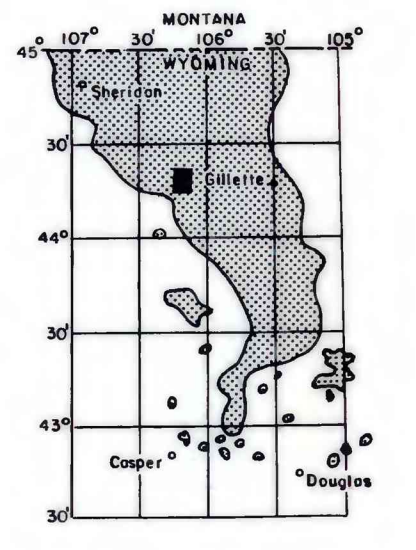 MONTANA
45° 107° 30' 106° 30' 105°
WYOMING
Sheridan
30'
Gillette
44°
30'
43°
Casper
Douglas
30'